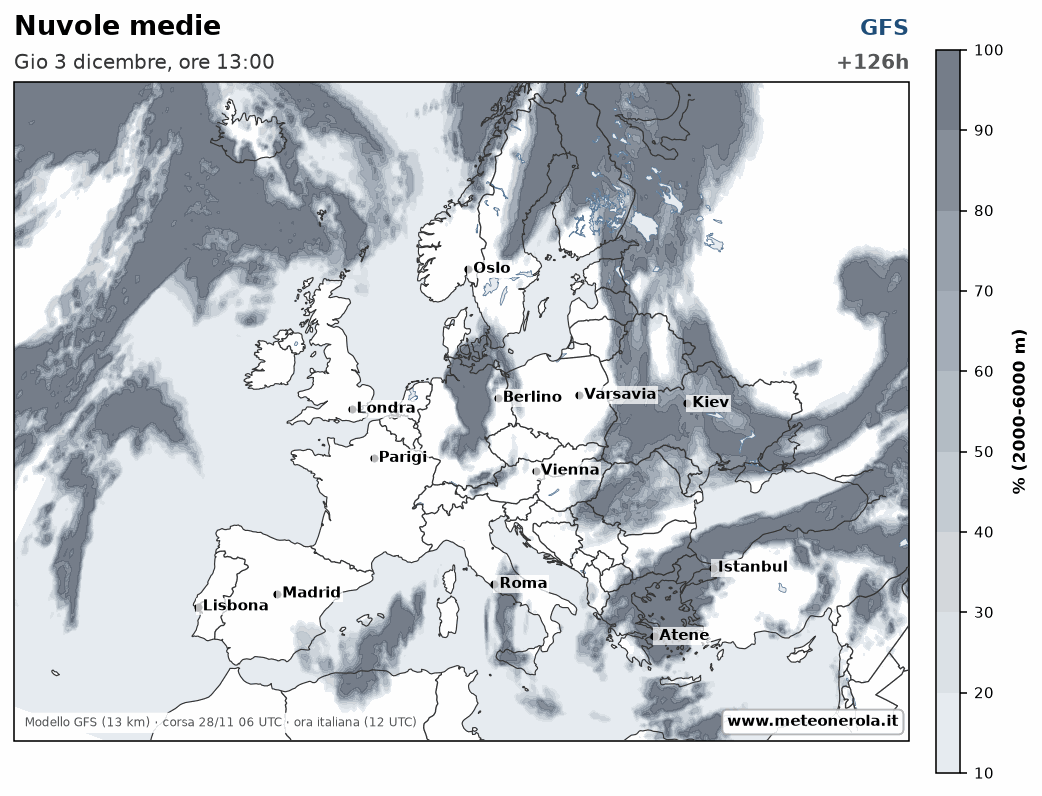 Nuvole medie
GFS
Gio 3 dicembre, ore 13:00
+126h
100
90
80
70
60
50
40
30
20
10
% (2000-6000 m)
Oslo
Londra
Berlino
Varsavia
Kiev
Parigi
Vienna
Istanbul
Roma
Madrid
Lisbona
Atene
Modello GFS (13 km) · corsa 28/11 06 UTC · ora italiana (12 UTC)
www.meteonerola.it